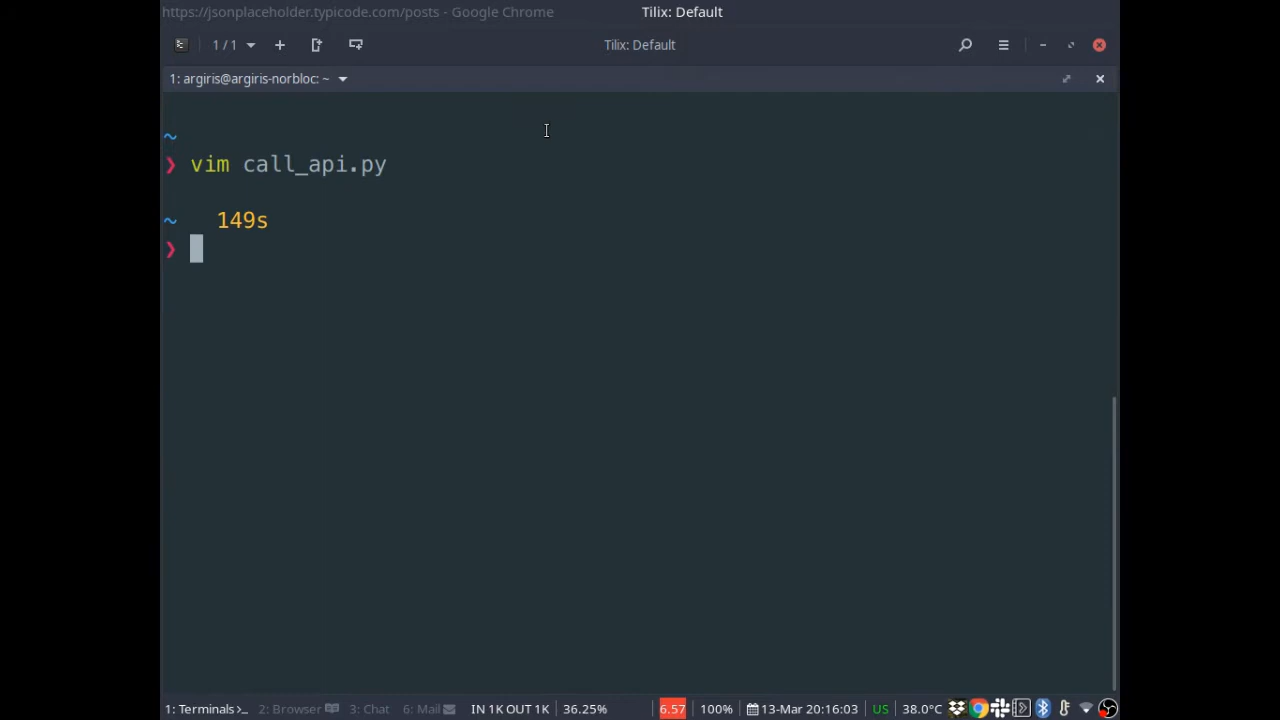 https://jsonplaceholder.typicode.com/posts - Google Chrome Tilix: Default
1 / 1 Tilix: Default
1: argiris@argiris-norbloc: ~
~
❯ vim call_api.py
~ 149s
❯
1: Terminals 2: Browser 3: Chat 6: Mail IN 1K OUT 1K 36.25% 6.57 100% 13-Mar 20:16:03 US 38.0°C